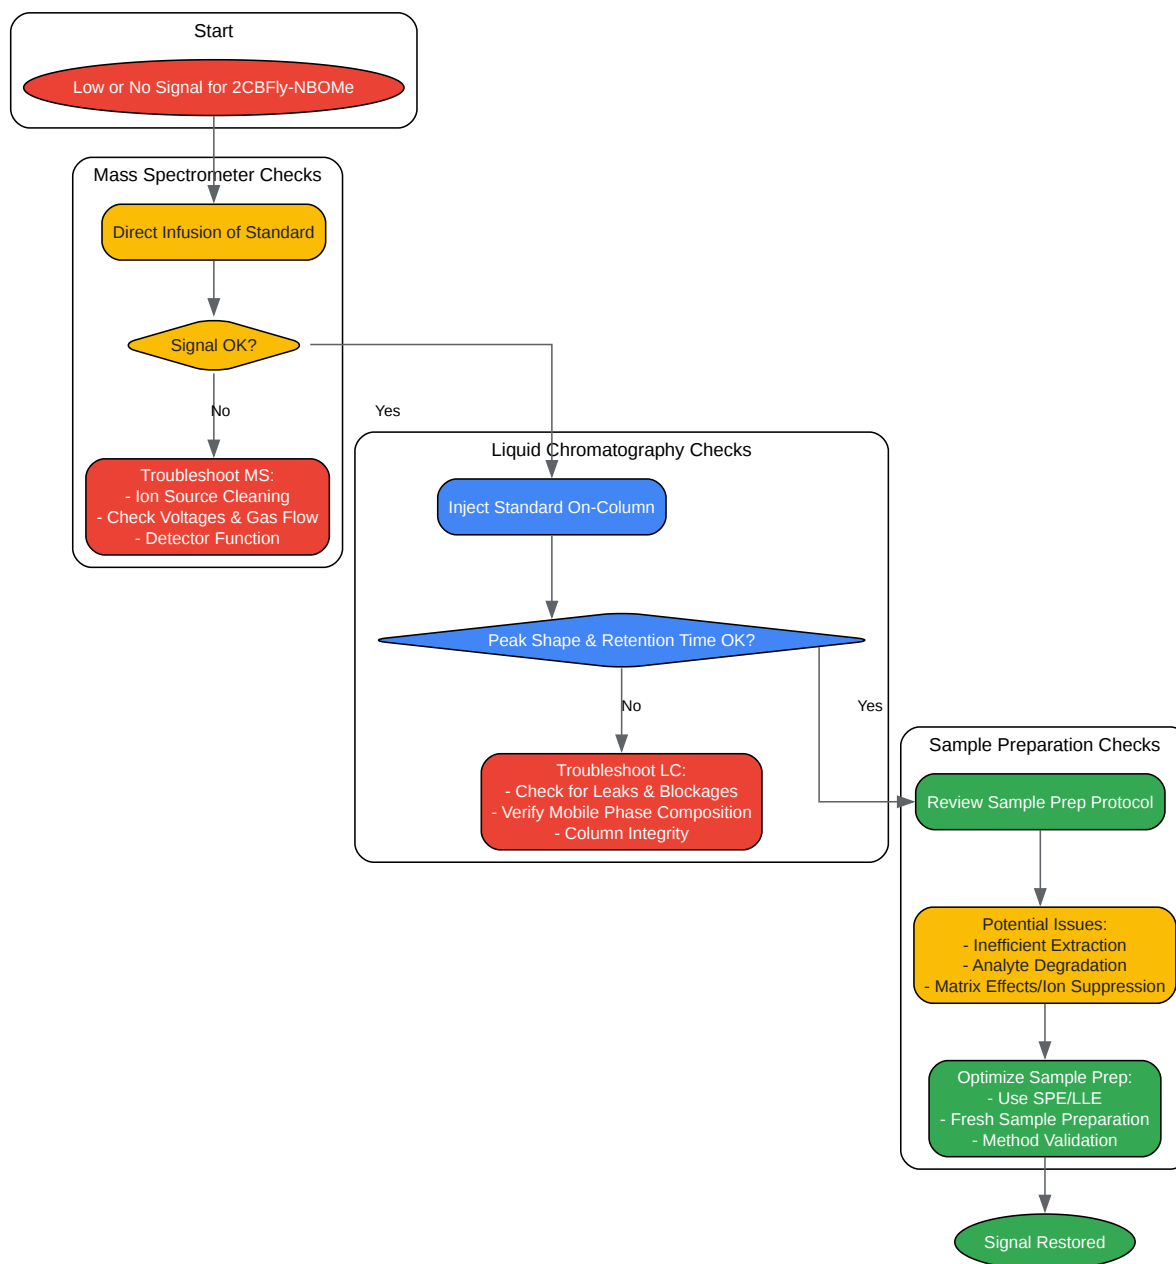 Start
Low or No Signal for 2CBFly-NBOMe
Mass Spectrometer Checks
Direct Infusion of Standard
Signal OK?
No
Yes
Troubleshoot MS:
- Ion Source Cleaning
- Check Voltages & Gas Flow
- Detector Function
Liquid Chromatography Checks
Inject Standard On-Column
Peak Shape & Retention Time OK?
No
Yes
Troubleshoot LC:
- Check for Leaks & Blockages
- Verify Mobile Phase Composition
- Column Integrity
Sample Preparation Checks
Review Sample Prep Protocol
Potential Issues:
- Inefficient Extraction
- Analyte Degradation
- Matrix Effects/Ion Suppression
Optimize Sample Prep:
- Use SPE/LLE
- Fresh Sample Preparation
- Method Validation
Signal Restored